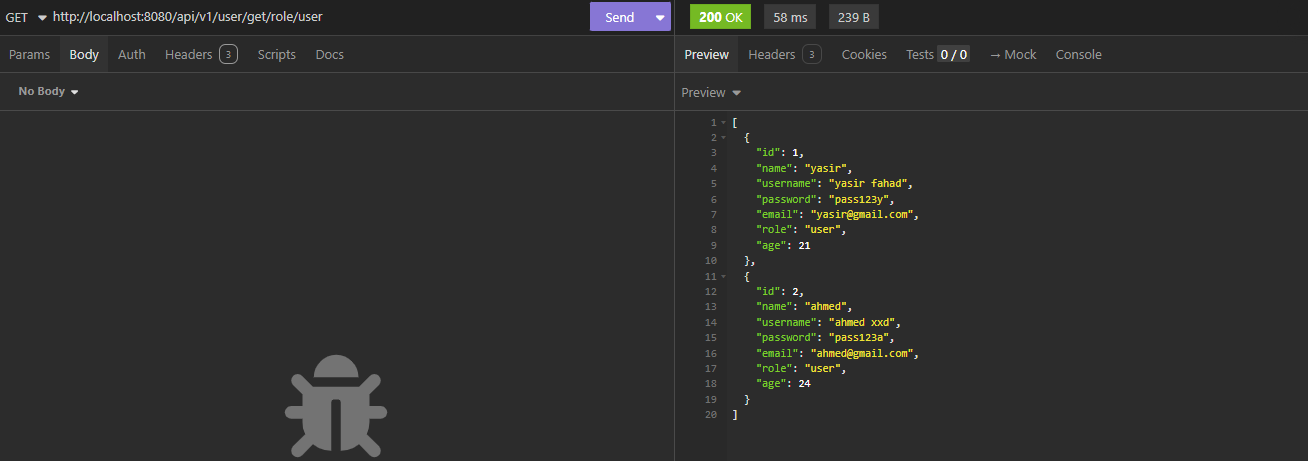 GET http://localhost:8080/api/v1/user/get/role/user Send 200 OK 58 ms 239 B
Params Body Auth Headers 3 Scripts Docs Preview Headers 3 Cookies Tests 0 / 0 → Mock Console
No Body Preview
1 [
2 {
3 "id": 1,
4 "name": "yasir",
5 "username": "yasir fahad",
6 "password": "pass123y",
7 "email": "yasir@gmail.com",
8 "role": "user",
9 "age": 21
10 },
11 {
12 "id": 2,
13 "name": "ahmed",
14 "username": "ahmed xxd",
15 "password": "pass123a",
16 "email": "ahmed@gmail.com",
17 "role": "user",
18 "age": 24
19 }
20 ]